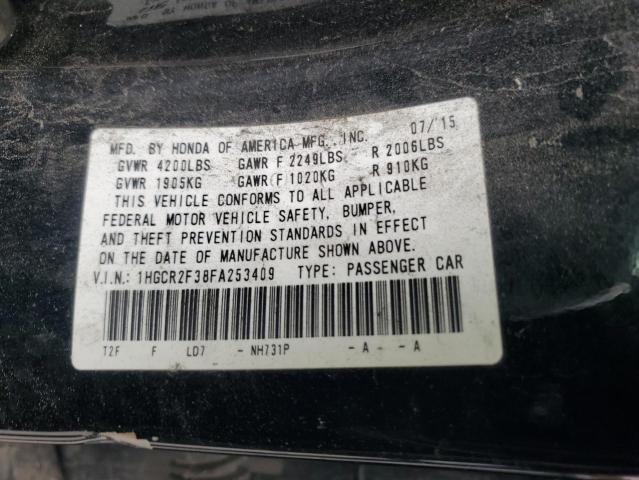 MFD. BY HONDA OF AMERICA MFG., INC. 07/15
GVWR 4200LBS GAWR F 2249LBS R 2006LBS
GVWR 1905KG GAWR F 1020KG R 910KG
THIS VEHICLE CONFORMS TO ALL APPLICABLE
FEDERAL MOTOR VEHICLE SAFETY, BUMPER,
AND THEFT PREVENTION STANDARDS IN EFFECT
ON THE DATE OF MANUFACTURE SHOWN ABOVE.
V.I.N.: 1HGCR2F38FA253409 TYPE: PASSENGER CAR
T2F F LD7 - NH731P - A - - A